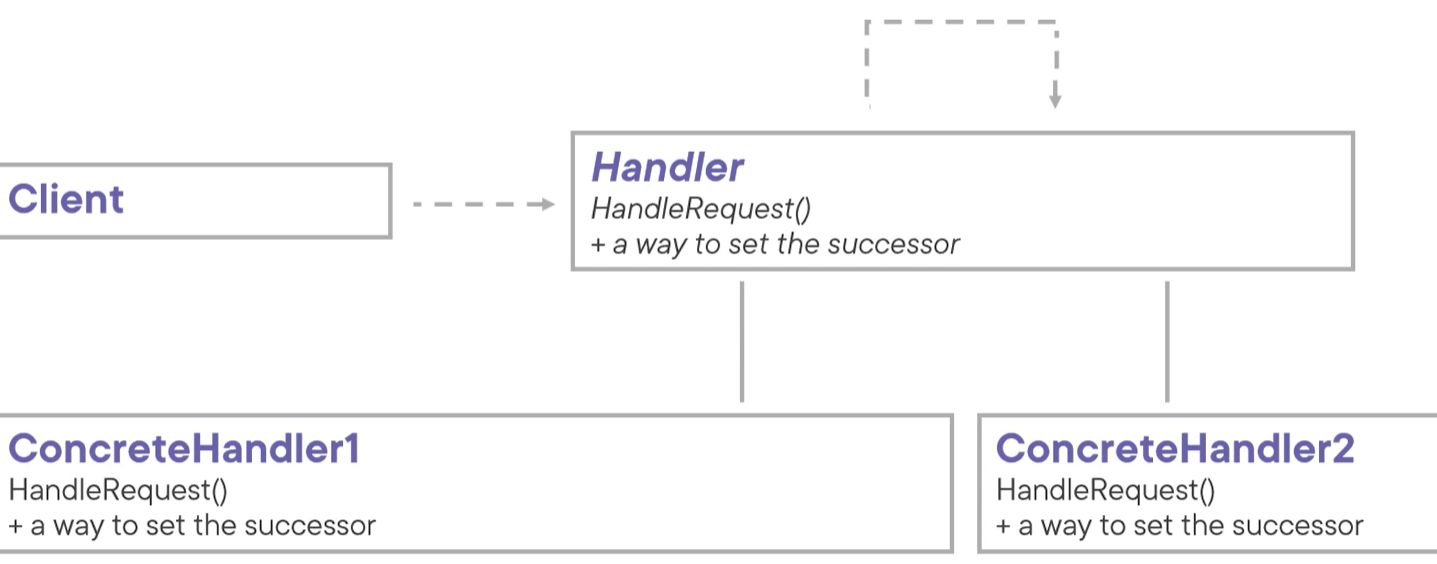 Handler
HandleRequest()
+ a way to set the successor
Client
ConcreteHandler1
HandleRequest()
+ a way to set the successor
ConcreteHandler2
HandleRequest()
+ a way to set the successor